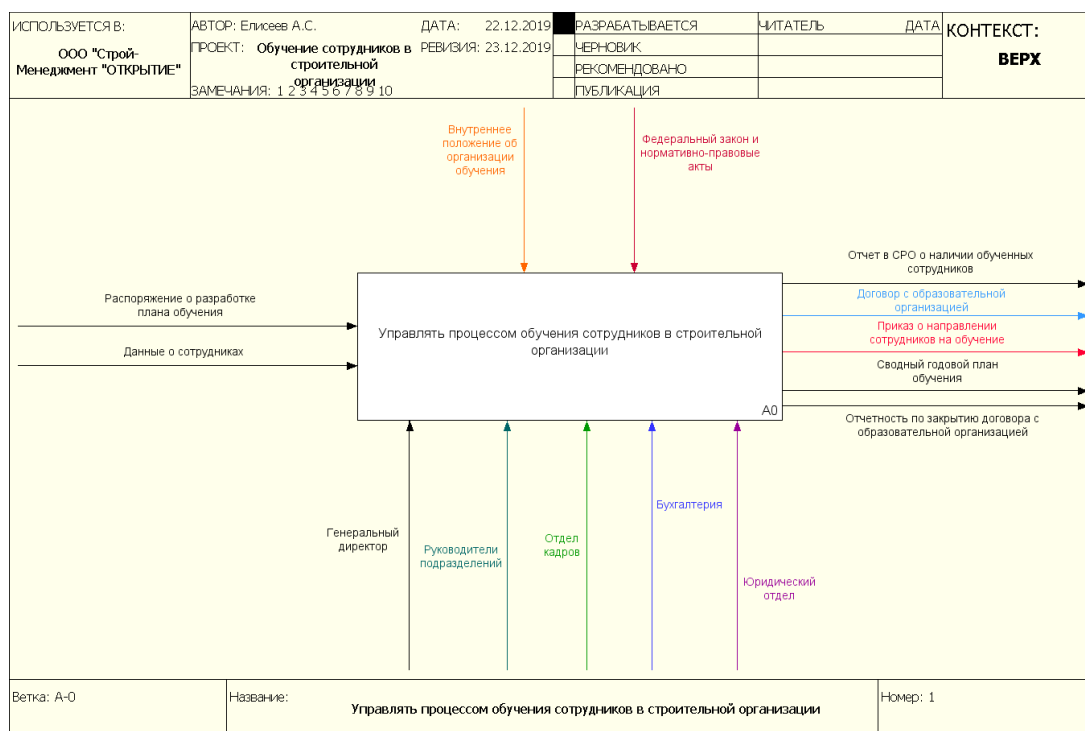 ИСПОЛЬЗУЕТСЯ В:
ООО "Строй-
Менеджмент "ОТКРЫТИЕ"
АВТОР: Елисеев А.С.
ДАТА: 22.12.2019
ПРОЕКТ: Обучение сотрудников в
строительной
организации
РЕВИЗИЯ: 23.12.2019
ЗАМЕЧАНИЯ: 1 2 3 4 5 6 7 8 9 10
РАЗРАБАТЫВАЕТСЯ
ЧЕРНОВИК
РЕКОМЕНДОВАНО
ПУБЛИКАЦИЯ
ЧИТАТЕЛЬ
ДАТА
КОНТЕКСТ:
ВЕРХ
Внутреннее
положение об
организации
обучения
Федеральный закон и
нормативно-правовые
акты
Распоряжение о разработке
плана обучения
Данные о сотрудниках
Управлять процессом обучения сотрудников в строительной
организации
A0
Отчет в СРО о наличии обученных
сотрудников
Договор с образовательной
организацией
Приказ о направлении
сотрудников на обучение
Сводный годовой план
обучения
Отчетность по закрытию договора с
образовательной организацией
Генеральный
директор
Руководители
подразделений
Отдел
кадров
Бухгалтерия
Юридический
отдел
Ветка: A-0
Название:
Управлять процессом обучения сотрудников в строительной организации
Номер: 1